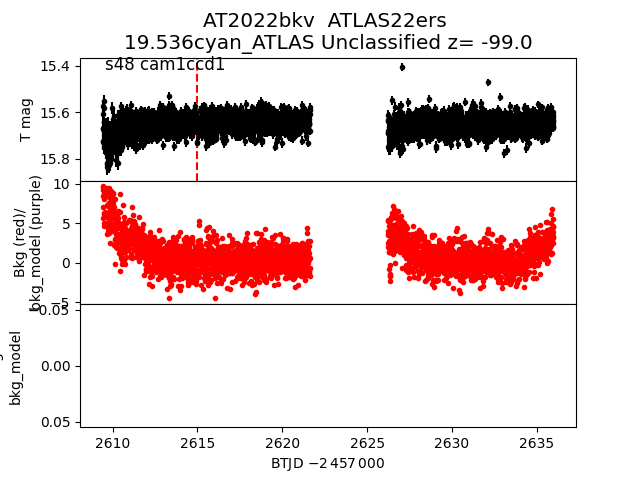 AT2022bkv ATLAS22ers
19.536cyan_ATLAS Unclassified z= -99.0
s48 cam1ccd1
15.4
15.6
15.8
T mag
10
5
0
−5
Bkg (red)/
bkg_model (purple)
0.05
0.00
0.05
bkg_model
2610 2615 2620 2625 2630 2635
BTJD −2 457 000